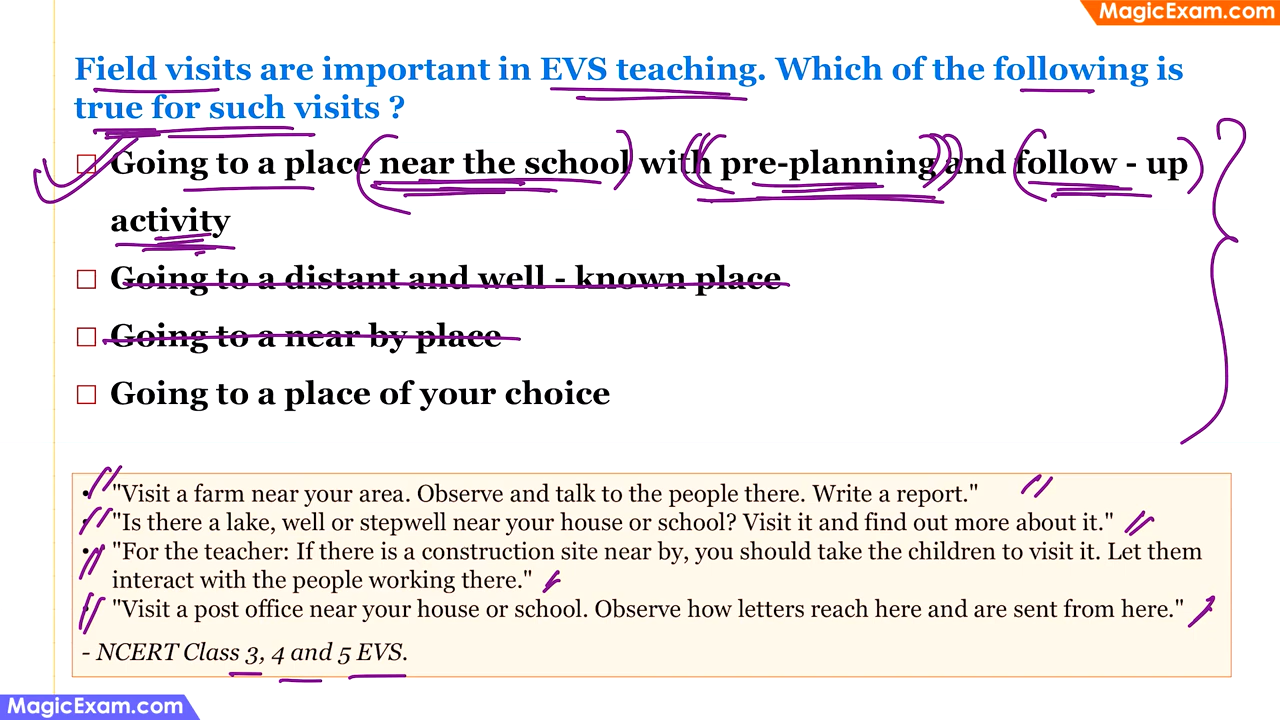 MagicExam.com
Field visits are important in EVS teaching. Which of the following is
true for such visits ?
□ Going to a place near the school with pre-planning and follow - up
activity
□ Going to a distant and well - known place
□ Going to a near by place
□ Going to a place of your choice
• "Visit a farm near your area. Observe and talk to the people there. Write a report."
• "Is there a lake, well or stepwell near your house or school? Visit it and find out more about it."
• "For the teacher: If there is a construction site near by, you should take the children to visit it. Let them
interact with the people working there."
• "Visit a post office near your house or school. Observe how letters reach here and are sent from here."
- NCERT Class 3, 4 and 5 EVS.
MagicExam.com